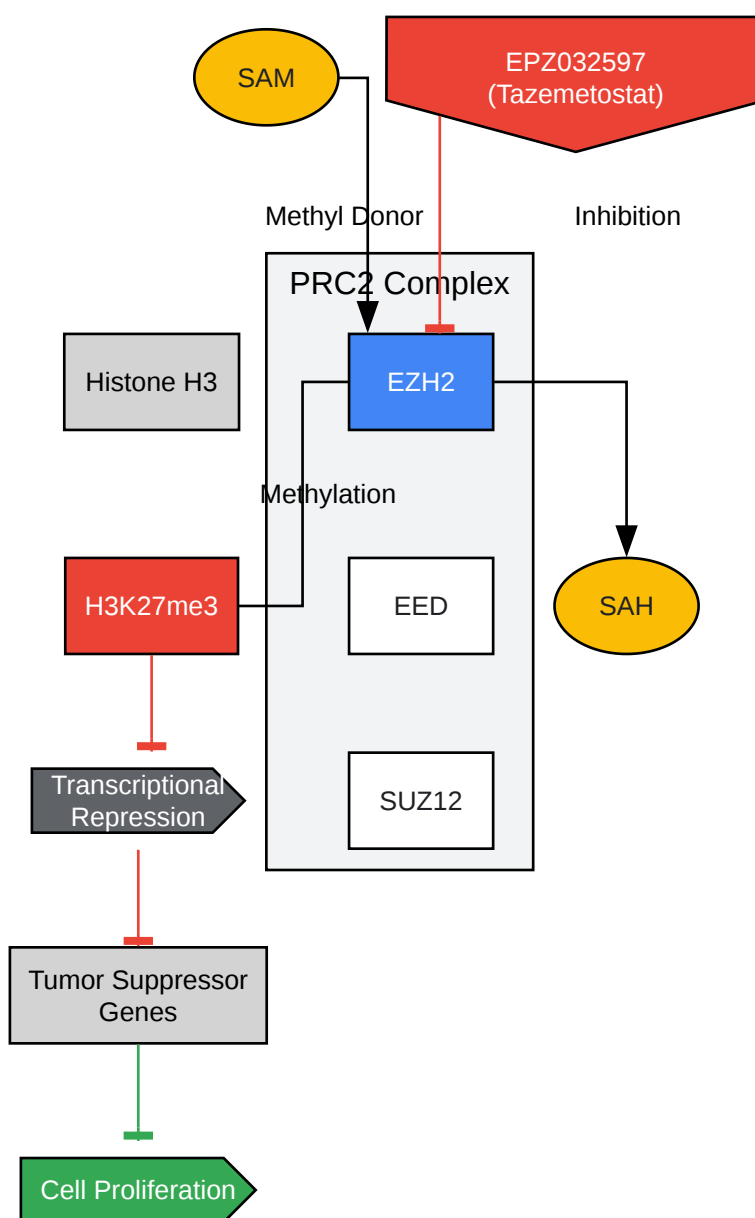 SAM
EPZ032597
(Tazemetostat)
Methyl Donor
Inhibition
PRC2 Complex
Histone H3
EZH2
Methylation
H3K27me3
EED
SAH
Transcriptional
Repression
SUZ12
Tumor Suppressor
Genes
Cell Proliferation